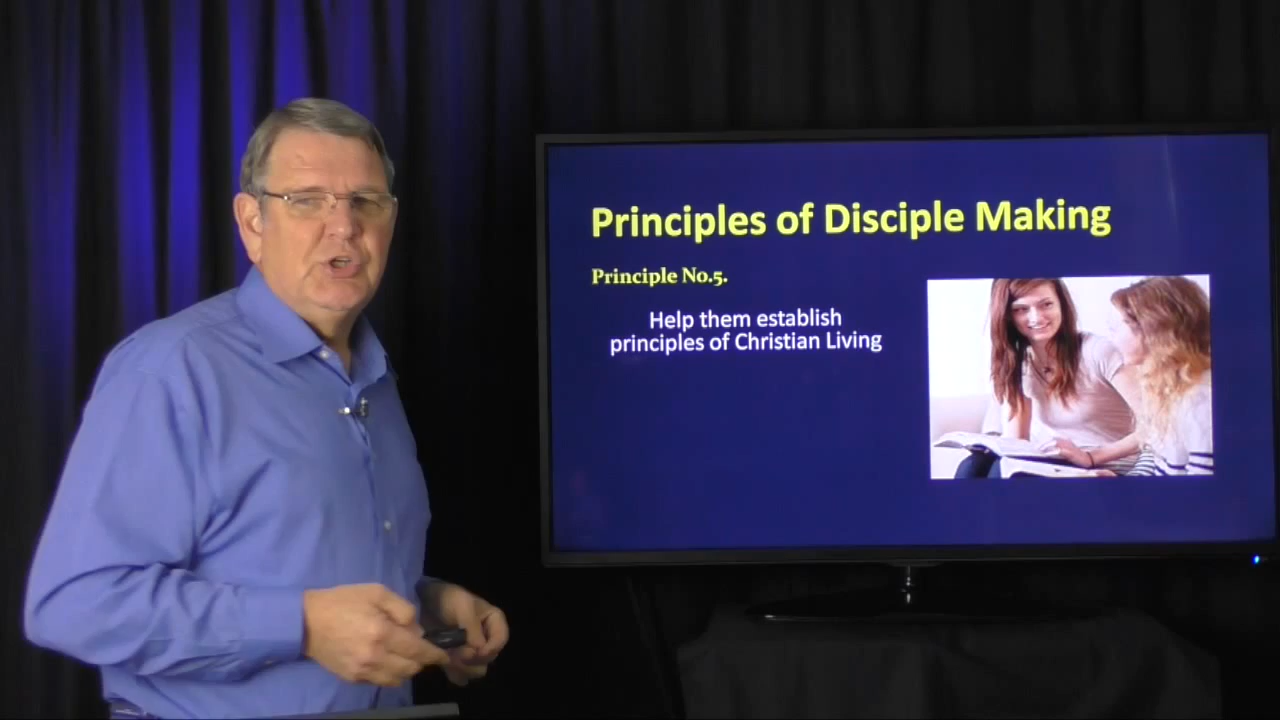 Principles of Disciple Making
Principle No.5.
Help them establish
principles of Christian Living